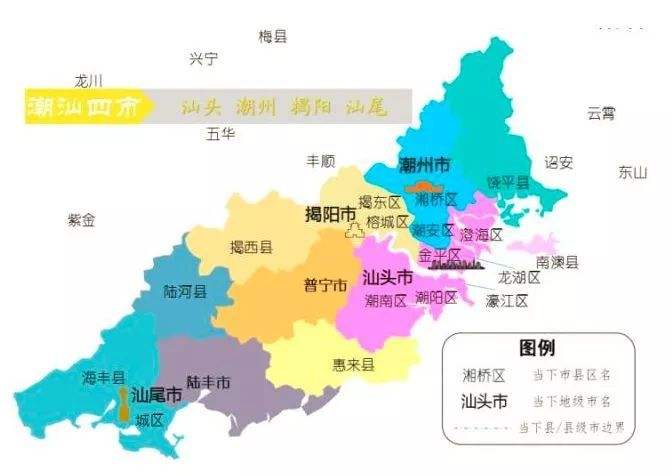 梅县
兴宁
龙川
潮汕四市
汕头 潮州 揭阳 汕尾
云霄
五华
丰顺
潮州市
诏安
东山
饶平县
湘桥区
揭东区
揭阳市
榕城区
紫金
潮安区
澄海区
揭西县
金平区
南澳县
汕头市
龙湖区
普宁市
陆河县
潮南区
潮阳区
濠江区
图例
惠来县
湘桥区 当下市县区名
海丰县
陆丰市
汕尾市
汕头市 当下地级市名
城区
当下县/县级市边界